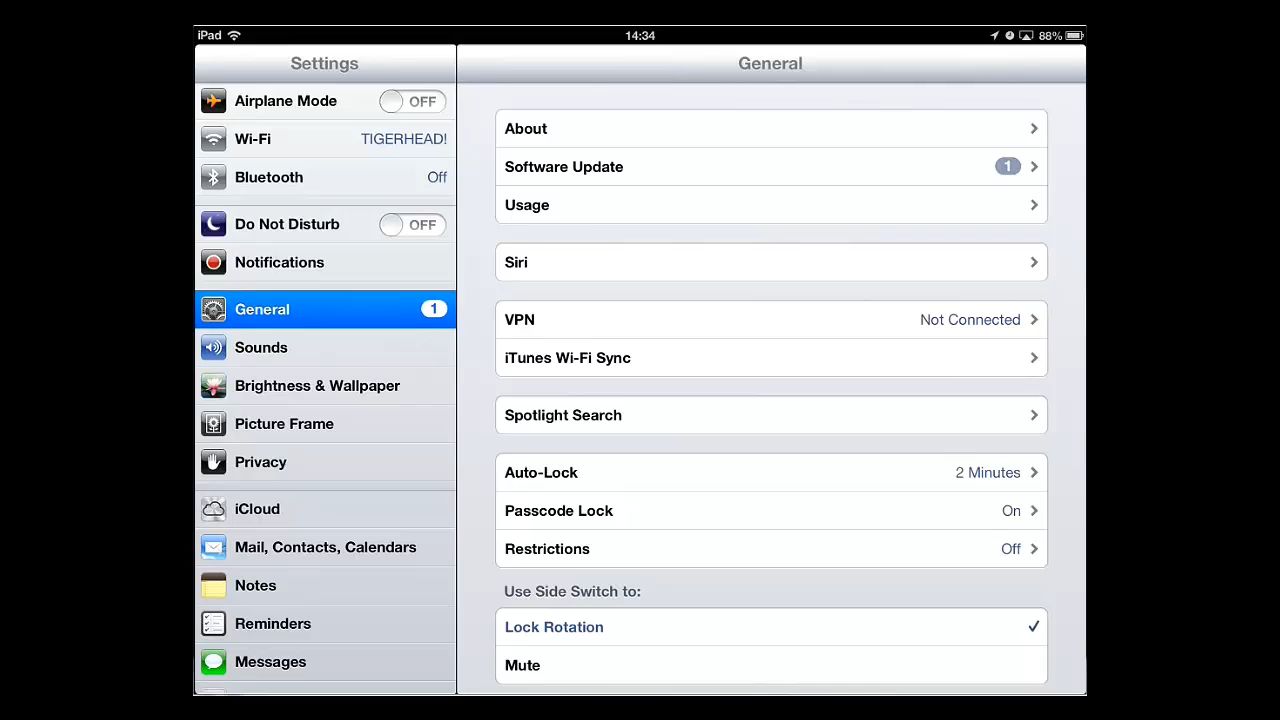 iPad 14:34 88%
Settings
Airplane Mode OFF
Wi-Fi TIGERHEAD!
Bluetooth Off
Do Not Disturb OFF
Notifications
General 1
Sounds
Brightness & Wallpaper
Picture Frame
Privacy
iCloud
Mail, Contacts, Calendars
Notes
Reminders
Messages
General
About
Software Update 1
Usage
Siri
VPN Not Connected
iTunes Wi-Fi Sync
Spotlight Search
Auto-Lock 2 Minutes
Passcode Lock On
Restrictions Off
Use Side Switch to:
Lock Rotation
Mute